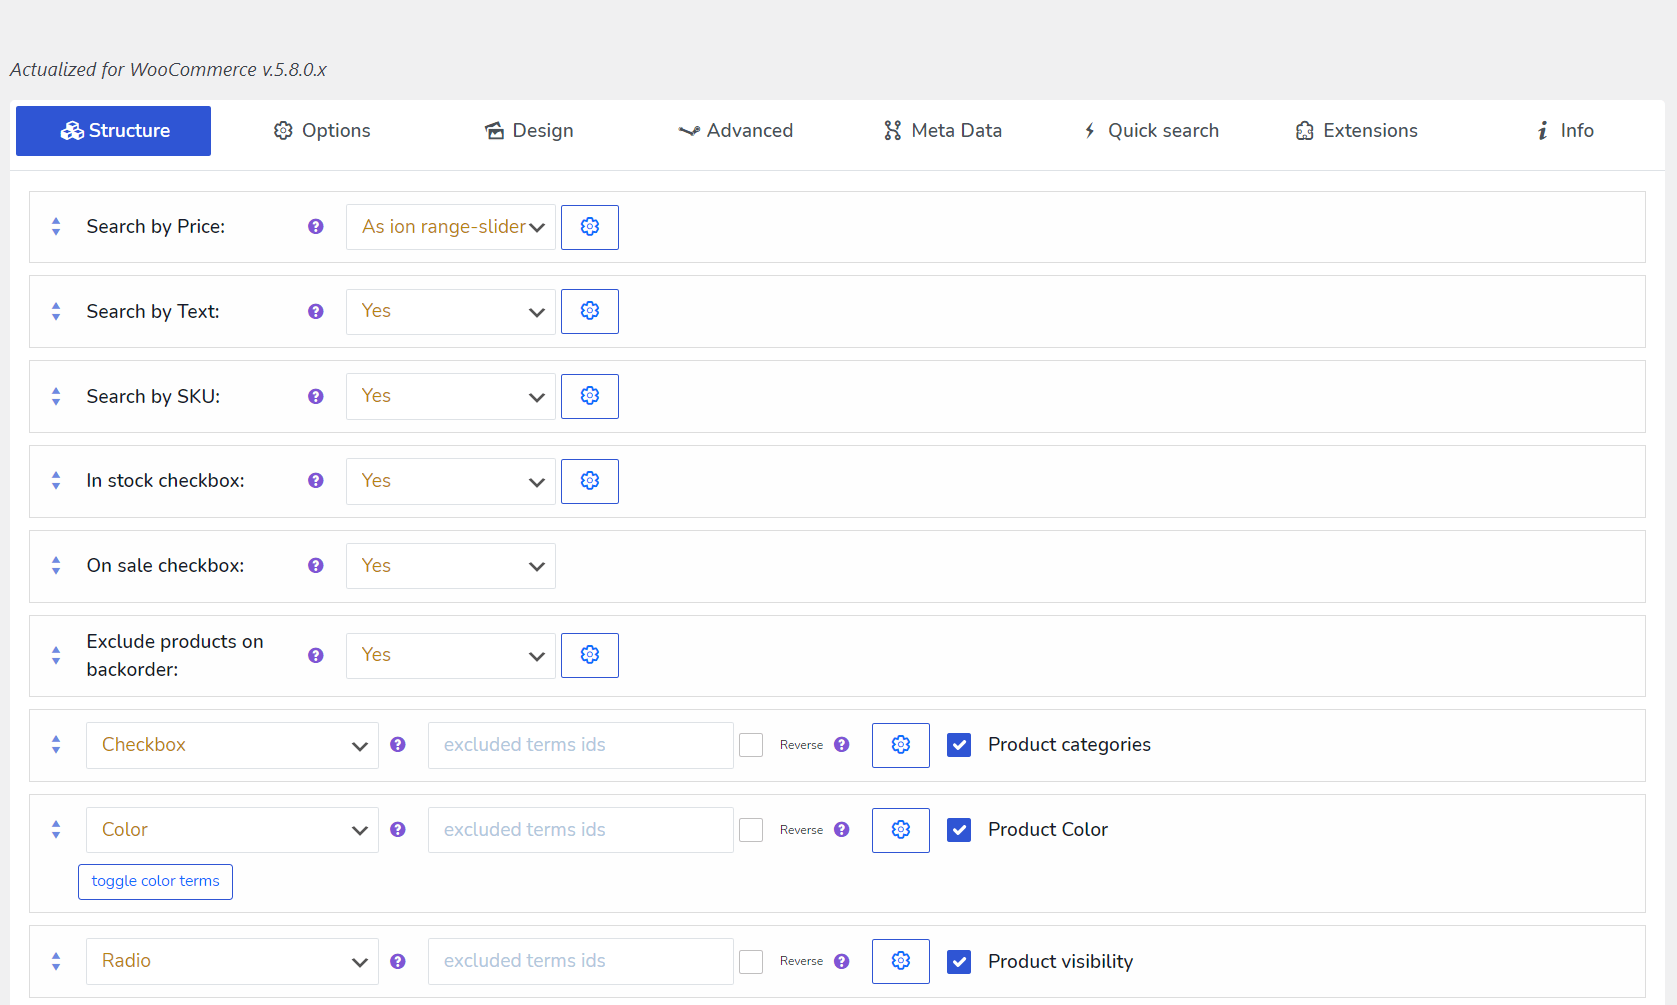 Actualized for WooCommerce v.5.8.0.x
Structure Options Design Advanced Meta Data Quick search Extensions Info
Search by Price: ? As ion range-slider
Search by Text: ? Yes
Search by SKU: ? Yes
In stock checkbox: ? Yes
On sale checkbox: ? Yes
Exclude products on
backorder: ? Yes
Checkbox ? excluded terms ids Reverse ? Product categories
Color ? excluded terms ids Reverse ? Product Color
toggle color terms
Radio ? excluded terms ids Reverse ? Product visibility